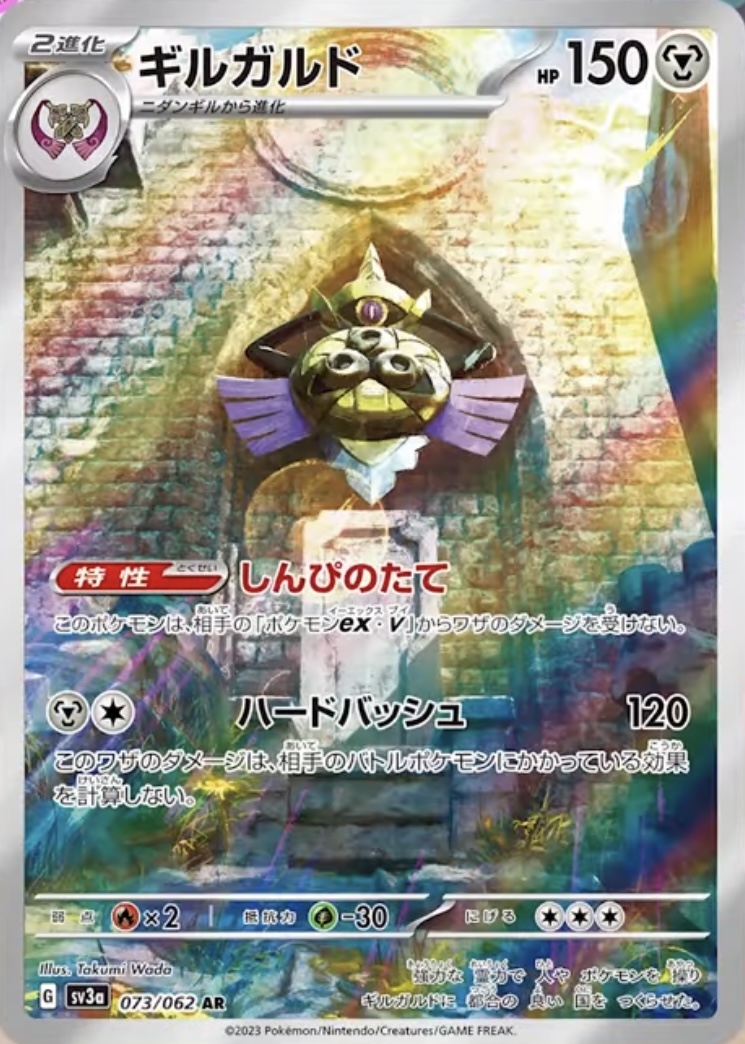 2進化
ギルガルド
HP 150
ニダンギルから進化
特性 とくせい しんぴのたて
このポケモンは、相手の「ポケモンex・V」からワザのダメージを受けない。
ハードバッシュ 120
このワザのダメージは、相手のバトルポケモンにかかっている効果
を計算しない。
弱点 ×2 抵抗力 -30 にげる
Illus. Takumi Wada
強力な 霊力で 人や ポケモンを 操り
ギルガルドに 都合の 良い 国を つくらせた。
G sv3a 073/062 AR
©2023 Pokémon/Nintendo/Creatures/GAME FREAK.